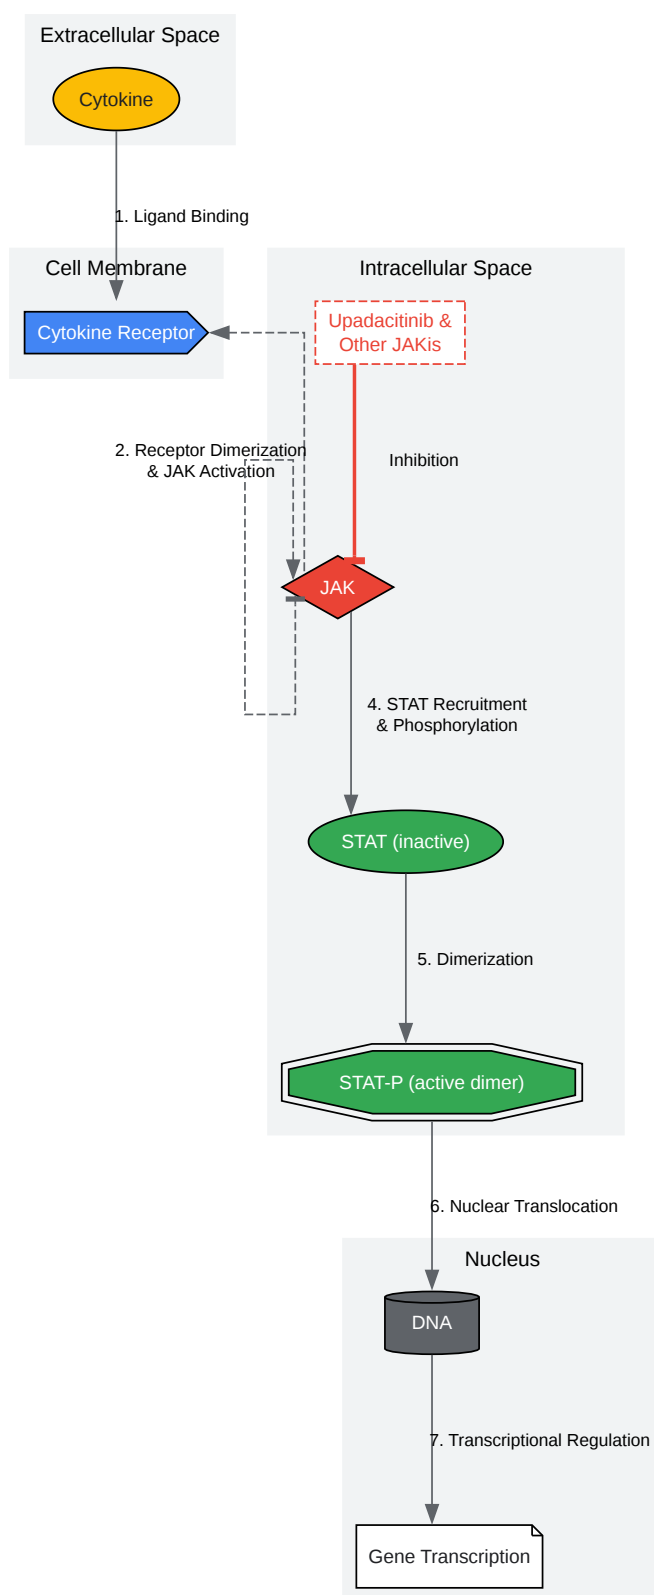 Extracellular Space
Cytokine
1. Ligand Binding
Cell Membrane
Cytokine Receptor
Intracellular Space
Upadacitinib &
Other JAKis
2. Receptor Dimerization
& JAK Activation
Inhibition
JAK
4. STAT Recruitment
& Phosphorylation
STAT (inactive)
5. Dimerization
STAT-P (active dimer)
6. Nuclear Translocation
Nucleus
DNA
7. Transcriptional Regulation
Gene Transcription